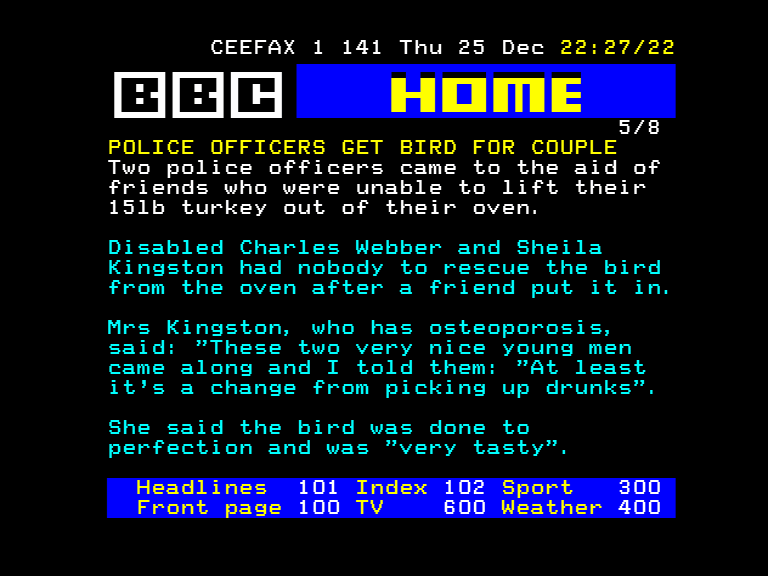 CEEFAX 1 141 Thu 25 Dec 22:27/22
BBC HOME
5/8
POLICE OFFICERS GET BIRD FOR COUPLE
Two police officers came to the aid of
friends who were unable to lift their
15lb turkey out of their oven.
Disabled Charles Webber and Sheila
Kingston had nobody to rescue the bird
from the oven after a friend put it in.
Mrs Kingston, who has osteoporosis,
said: ”These two very nice young men
came along and I told them: ”At least
it's a change from picking up drunks”.
She said the bird was done to
perfection and was ”very tasty”.
Headlines 101 Index 102 Sport 300
Front page 100 TV 600 Weather 400